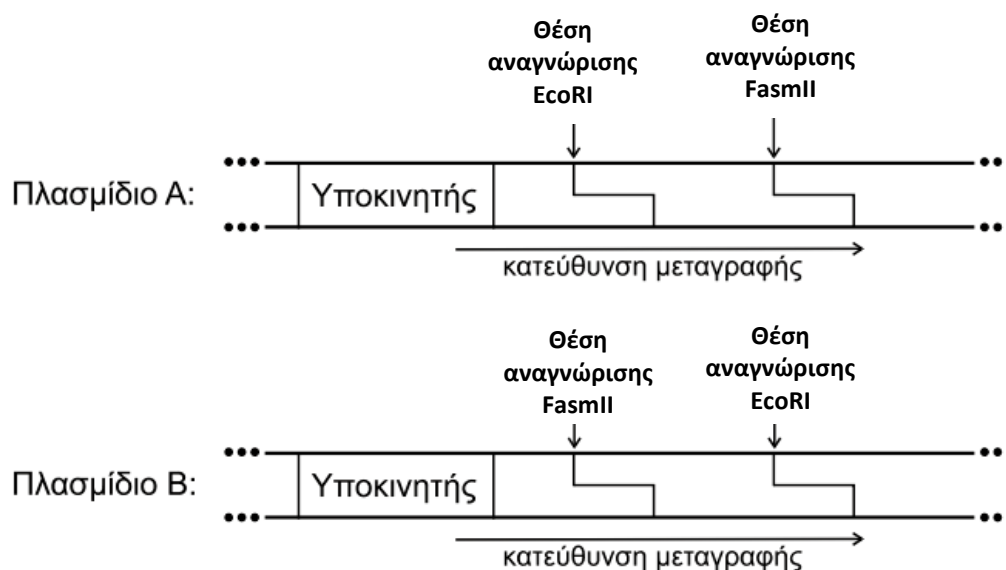 Θέση
αναγνώρισης
EcoRI
Θέση
αναγνώρισης
FasmII
Πλασμίδιο Α:
Υποκινητής
κατεύθυνση μεταγραφής
Θέση
αναγνώρισης
FasmII
Θέση
αναγνώρισης
EcoRI
Πλασμίδιο Β:
Υποκινητής
κατεύθυνση μεταγραφής